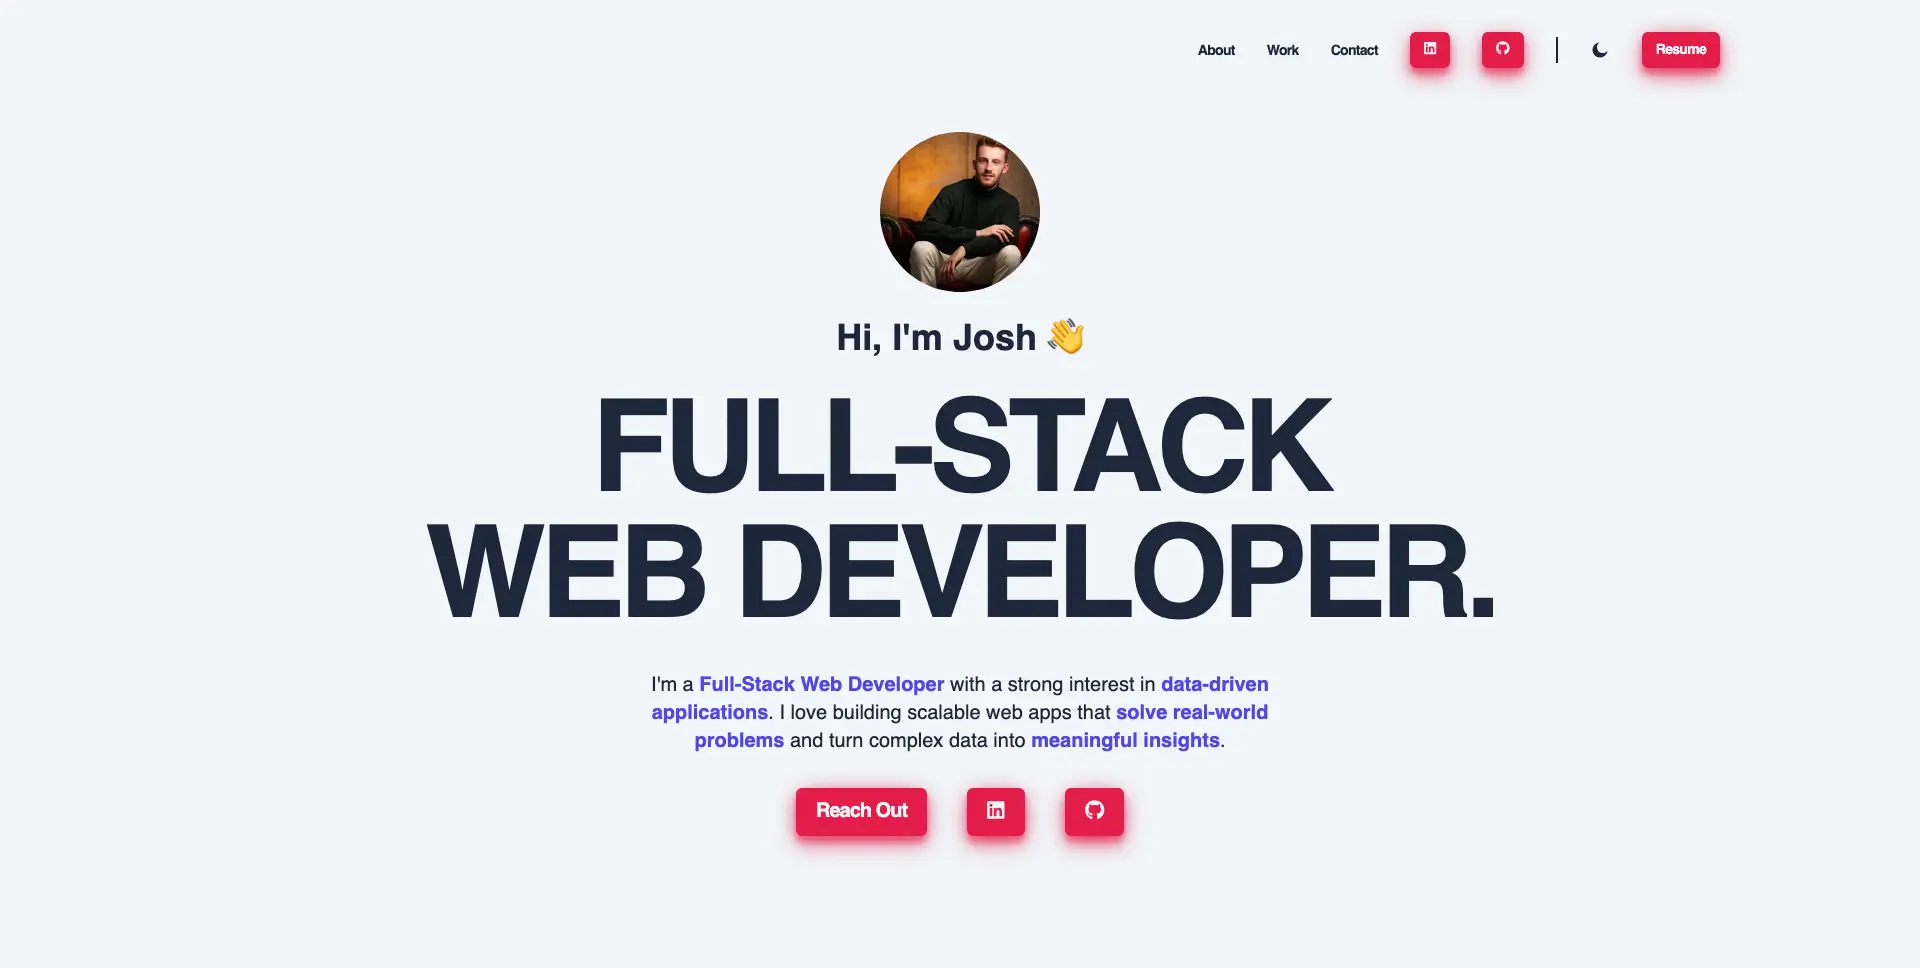 About Work Contact Resume
Hi, I'm Josh 👋
FULL-STACK
WEB DEVELOPER.
I'm a Full-Stack Web Developer with a strong interest in data-driven
applications. I love building scalable web apps that solve real-world
problems and turn complex data into meaningful insights.
Reach Out